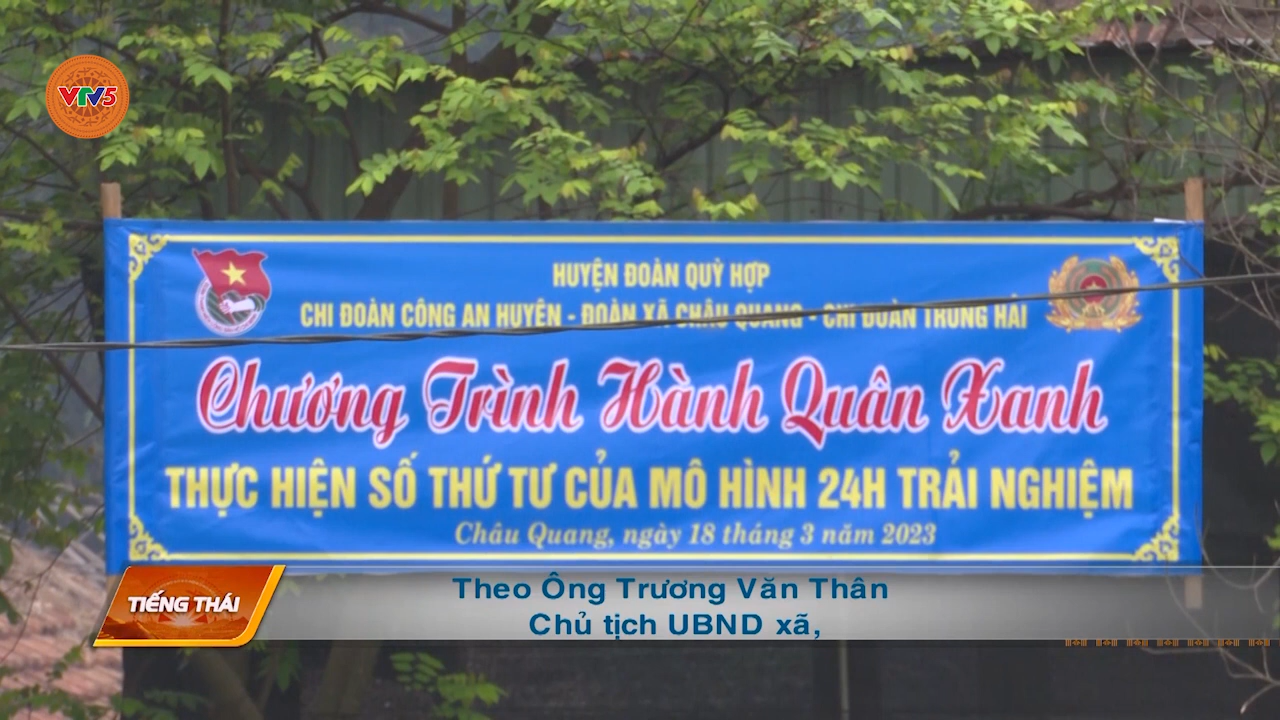 VTV5
HUYỆN ĐOÀN QUỲ HỢP
CHI ĐOÀN CÔNG AN HUYỆN - ĐOÀN XÃ CHÂU QUANG - CHI ĐOÀN TRUNG HẢI
Chương Trình Hành Quân Xanh
THỰC HIỆN SỐ THỨ TƯ CỦA MÔ HÌNH 24H TRẢI NGHIỆM
Châu Quang, ngày 18 tháng 3 năm 2023
TIẾNG THÁI
Theo Ông Trương Văn Thân
Chủ tịch UBND xã,